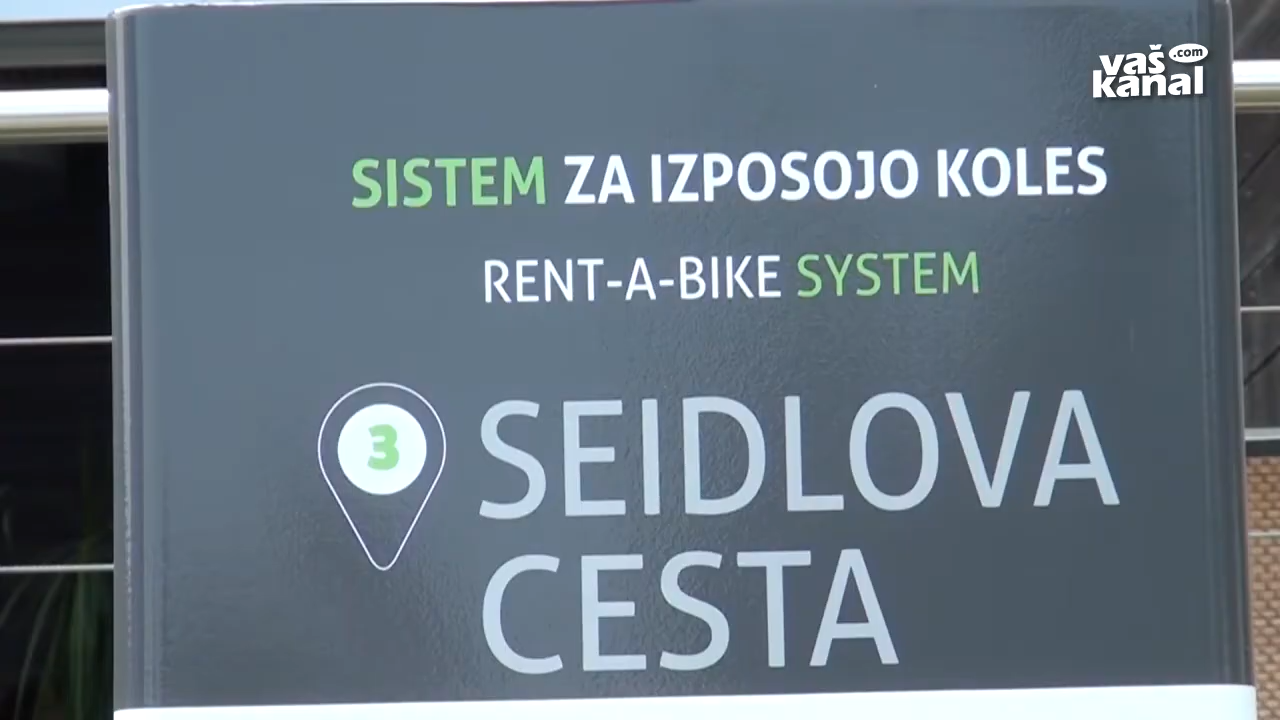 vaš .com
kanal
SISTEM ZA IZPOSOJO KOLES
RENT-A-BIKE SYSTEM
3
SEIDLOVA
CESTA